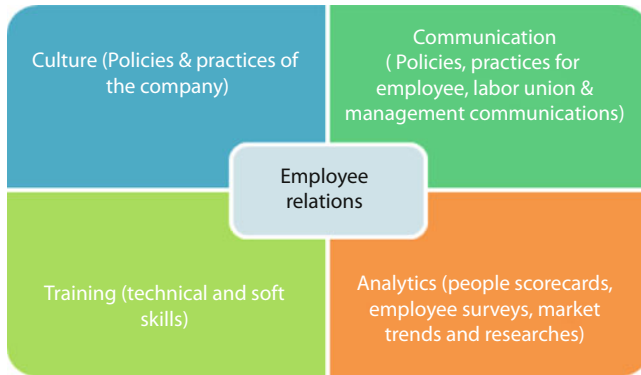 Culture (Policies & practices of
the company)
Communication
( Policies, practices for
employee, labor union &
management communications)
Employee
relations
Training (technical and soft
skills)
Analytics (people scorecards,
employee surveys, market
trends and researches)